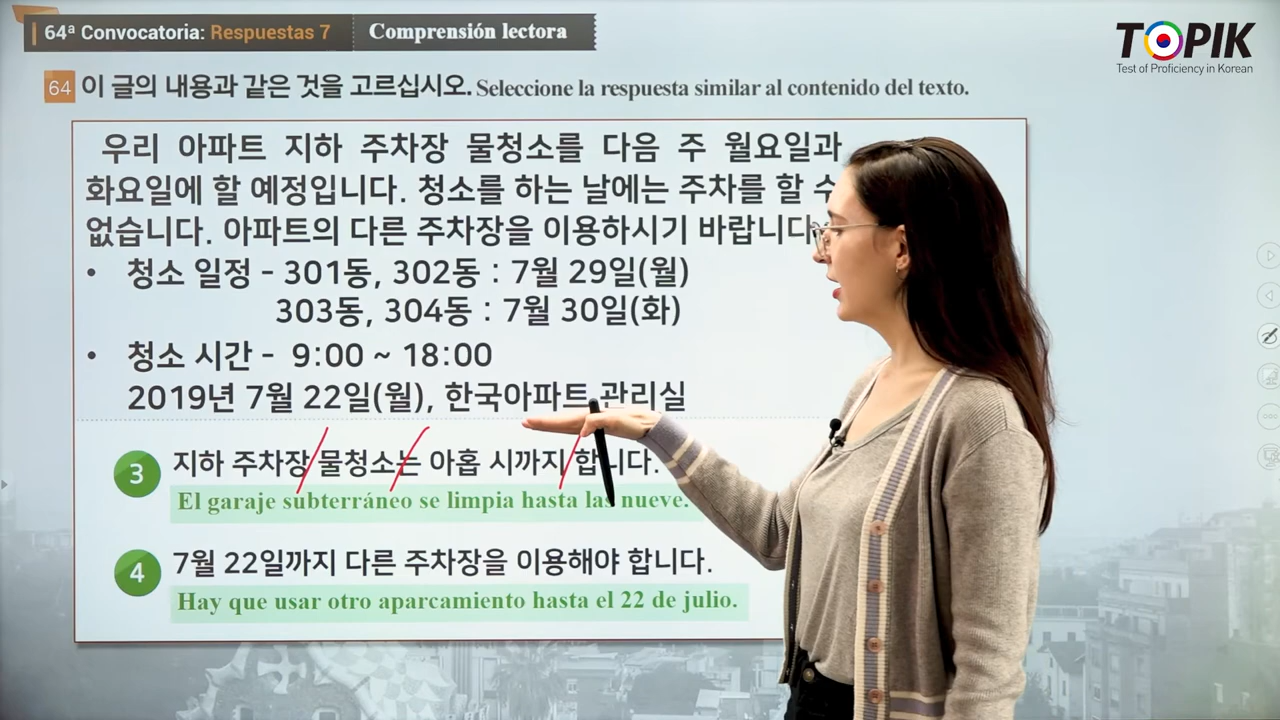 64ª Convocatoria: Respuestas 7
Comprensión lectora
TOPIK
Test of Proficiency in Korean
64 이 글의 내용과 같은 것을 고르십시오. Seleccione la respuesta similar al contenido del texto.
우리 아파트 지하 주차장 물청소를 다음 주 월요일과
화요일에 할 예정입니다. 청소를 하는 날에는 주차를 할 수
없습니다. 아파트의 다른 주차장을 이용하시기 바랍니다
• 청소 일정 - 301동, 302동 : 7월 29일(월)
303동, 304동 : 7월 30일(화)
• 청소 시간 - 9:00 ~ 18:00
2019년 7월 22일(월), 한국아파트 관리실
3 지하 주차장 물청소는 아홉 시까지 합니다.
El garaje subterráneo se limpia hasta las nueve.
4 7월 22일까지 다른 주차장을 이용해야 합니다.
Hay que usar otro aparcamiento hasta el 22 de julio.